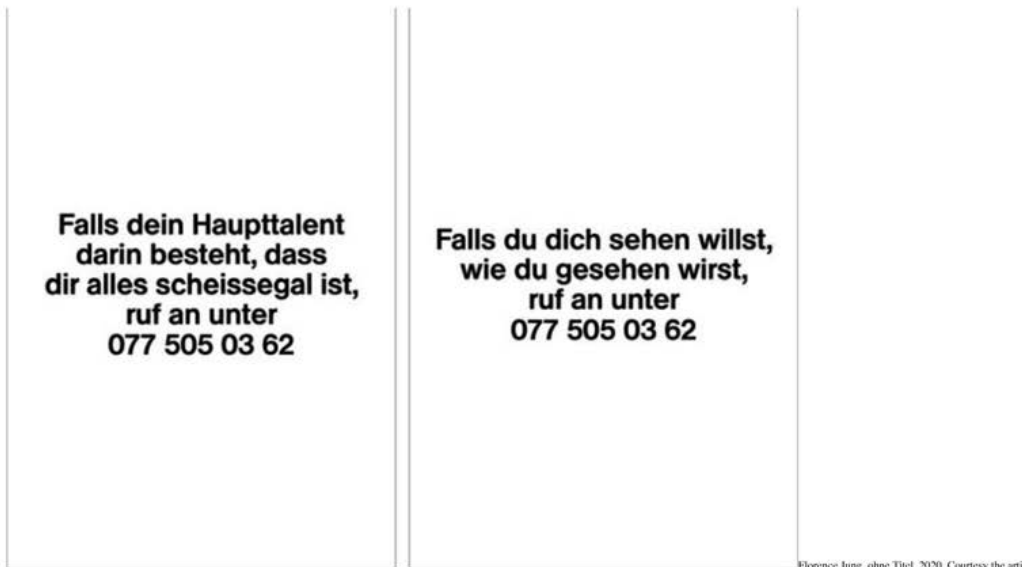 Falls dein Haupttalent
darin besteht, dass
dir alles scheissegal ist,
ruf an unter
077 505 03 62
Falls du dich sehen willst,
wie du gesehen wirst,
ruf an unter
077 505 03 62
Florence Jung, ohne Titel, 2020, Courtesy the arti